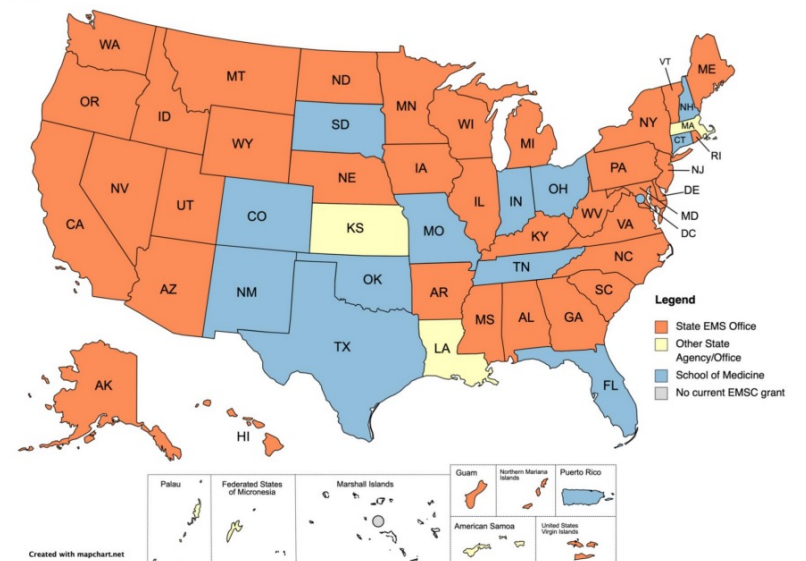 WA
MT
ND
MN
VT
ME
OR
ID
SD
WI
NH
NY
MA
WY
MI
CT
RI
NE
IA
PA
NJ
NV
UT
IL
IN
OH
DE
CO
KS
MO
WV
MD
CA
KY
VA
DC
TN
NC
AZ
NM
OK
AR
SC
MS
AL
GA
TX
LA
FL
AK
HI
Legend
State EMS Office
Other State
Agency/Office
School of Medicine
No current EMSC grant
Palau
Federated States
of Micronesia
Marshall Islands
Guam
Northern Mariana
Islands
Puerto Rico
American Samoa
United States
Virgin Islands
Created with mapchart.net